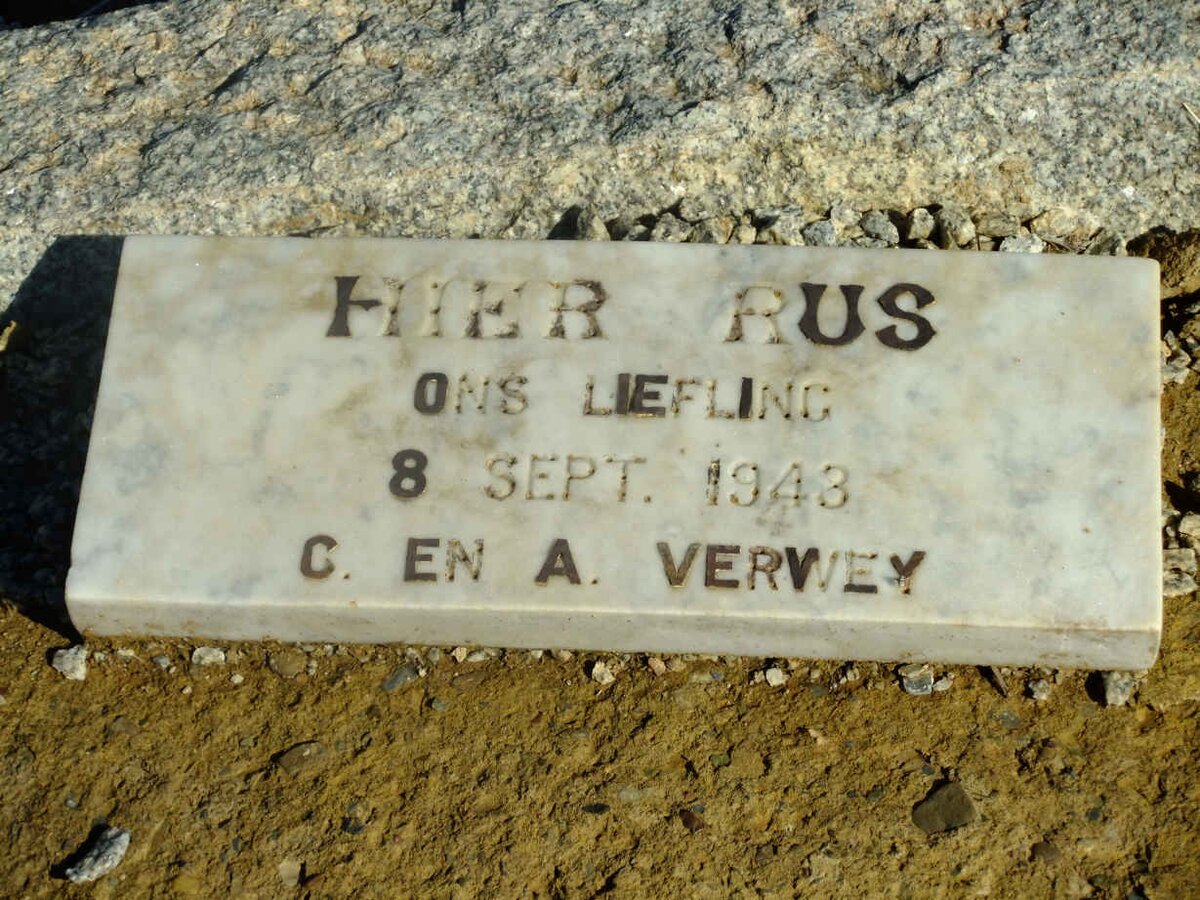 HIER RUS
ONS LIEFLING
8 SEPT. 1943
C. EN A. VERWEY